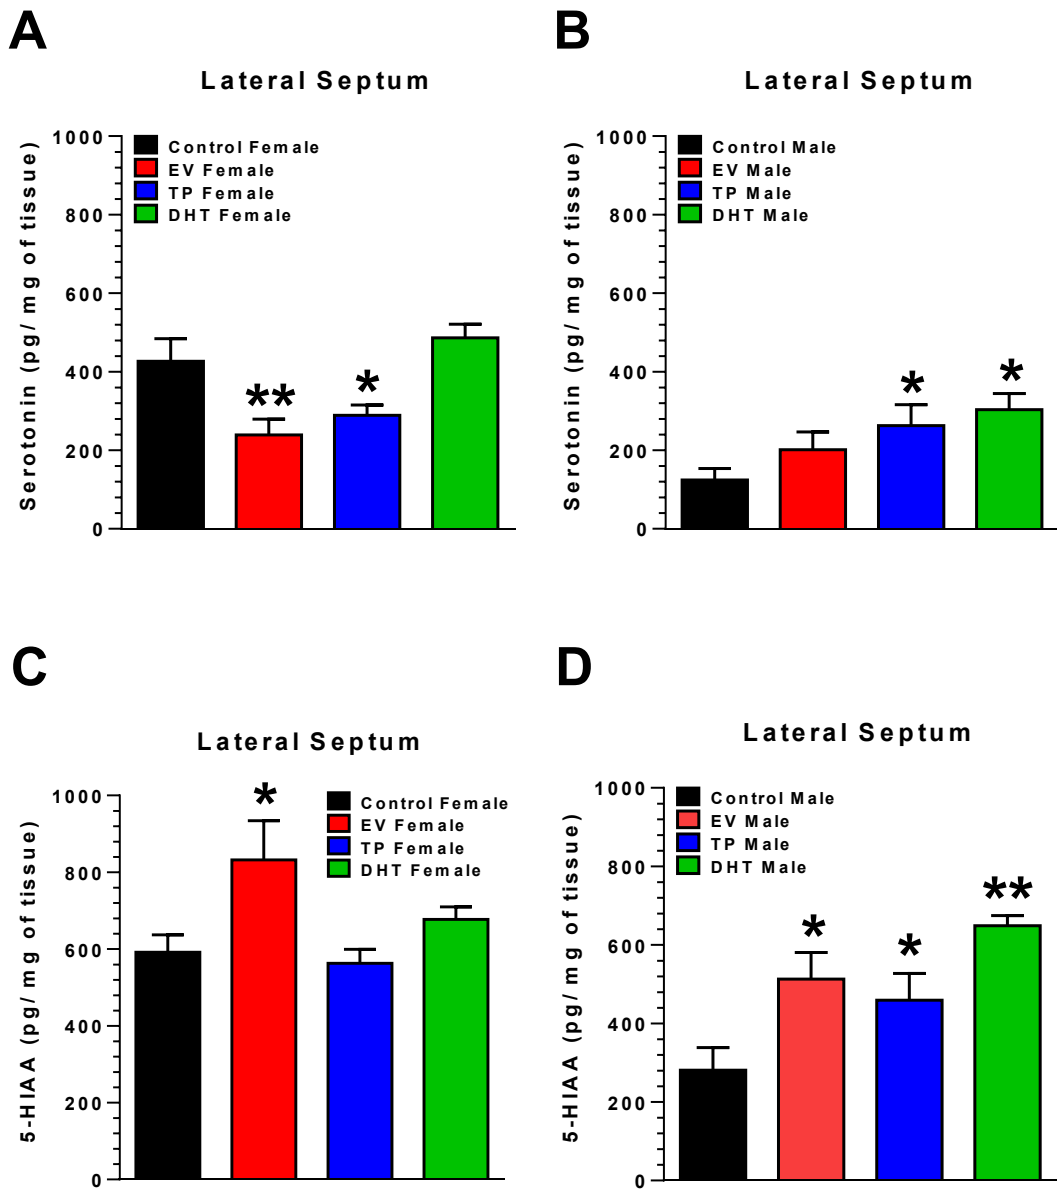 A
Lateral Septum
Serotonin (pg/mg of tissue)
1000
800
600
400
200
0
Control Female
EV Female
TP Female
DHT Female
**
*
B
Lateral Septum
Serotonin (pg/mg of tissue)
1000
800
600
400
200
0
Control Male
EV Male
TP Male
DHT Male
*
*
C
Lateral Septum
5-HIAA (pg/mg of tissue)
1000
800
600
400
200
0
Control Female
EV Female
TP Female
DHT Female
*
D
Lateral Septum
5-HIAA (pg/mg of tissue)
1000
800
600
400
200
0
Control Male
EV Male
TP Male
DHT Male
*
*
**